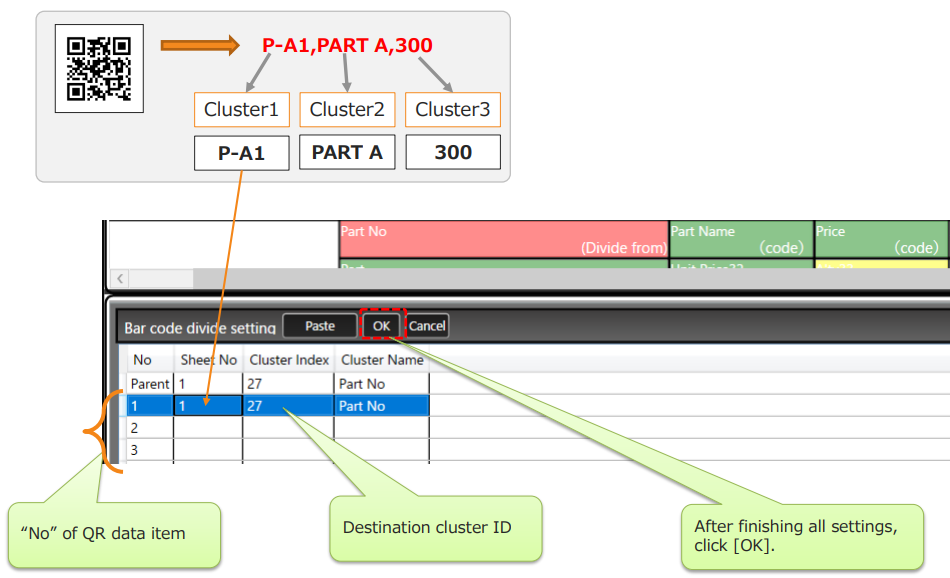 P-A1,PART A,300
Cluster1 Cluster2 Cluster3
P-A1 PART A 300
Part No (Divide from) Part Name (code) Price (code)
Bar code divide setting Paste OK Cancel
No Sheet No Cluster Index Cluster Name
Parent 1 27 Part No
1 1 27 Part No
2
3
“No” of QR data item
Destination cluster ID
After finishing all settings,
click [OK].